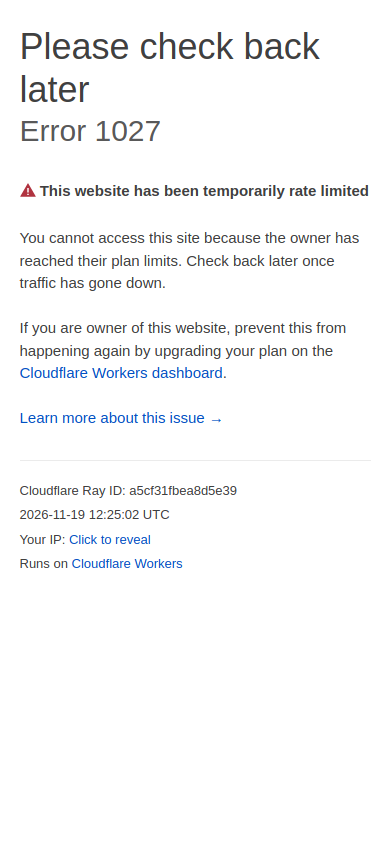 Please check back
later
Error 1027
This website has been temporarily rate limited
You cannot access this site because the owner has
reached their plan limits. Check back later once
traffic has gone down.
If you are owner of this website, prevent this from
happening again by upgrading your plan on the
Cloudflare Workers dashboard.
Learn more about this issue →
Cloudflare Ray ID: a5cf31fbea8d5e39
2026-11-19 12:25:02 UTC
Your IP: Click to reveal
Runs on Cloudflare Workers